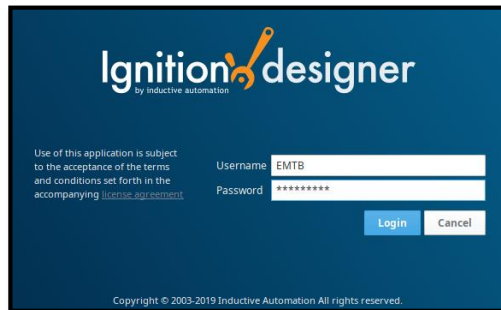 Ignition designer
by inductive automation
Use of this application is subject
to the acceptance of the terms
and conditions set forth in the
accompanying license agreement
Username EMTB
Password *********
Login Cancel
Copyright © 2003-2019 Inductive Automation All rights reserved.